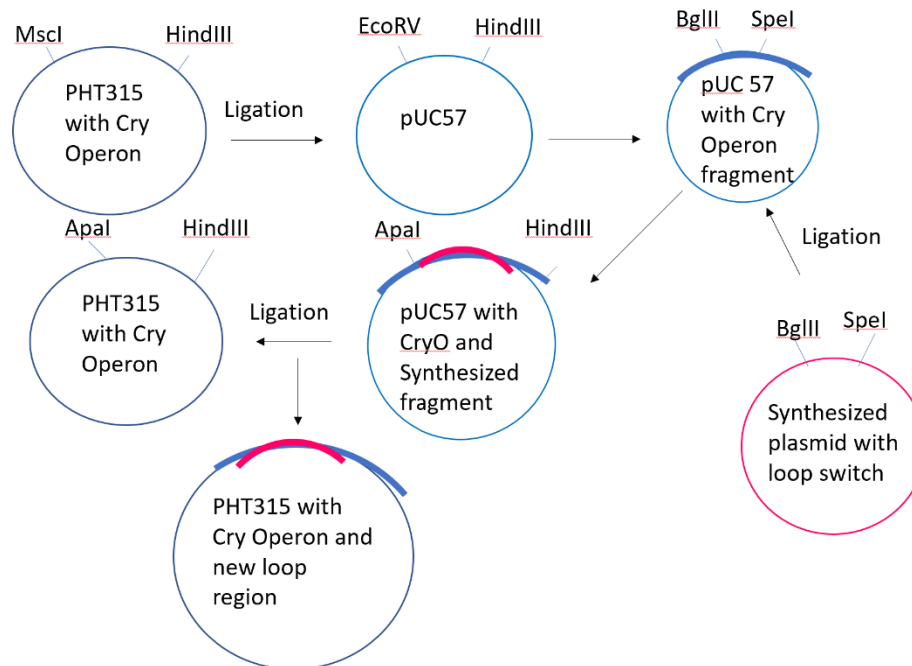 MscI
HindIII
PHT315
with Cry
Operon
Ligation
EcoRV
HindIII
pUC57
BglII
SpeI
pUC 57
with Cry
Operon
fragment
ApaI
HindIII
PHT315
with Cry
Operon
Ligation
ApaI
HindIII
pUC57 with
CryO and
Synthesized
fragment
Ligation
BglII
SpeI
Synthesized
plasmid with
loop switch
PHT315 with
Cry Operon and
new loop
region